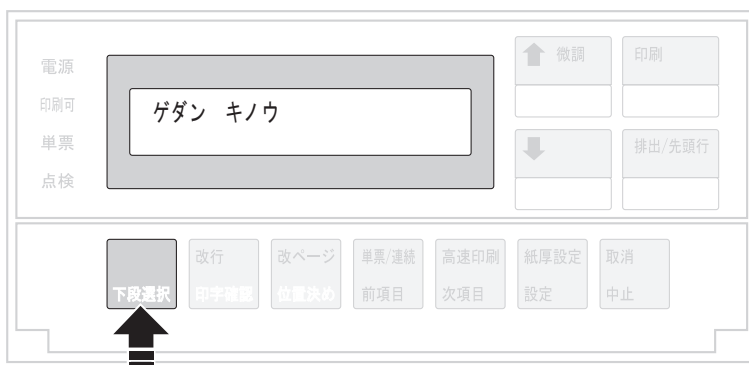 電源
印刷可
単票
点検
ゲダン キノウ
微調
印刷
排出/先頭行
下段選択
改行
印字確認
改ページ
位置決め
単票/連続
前項目
高速印刷
次項目
紙厚設定
設定
取消
中止